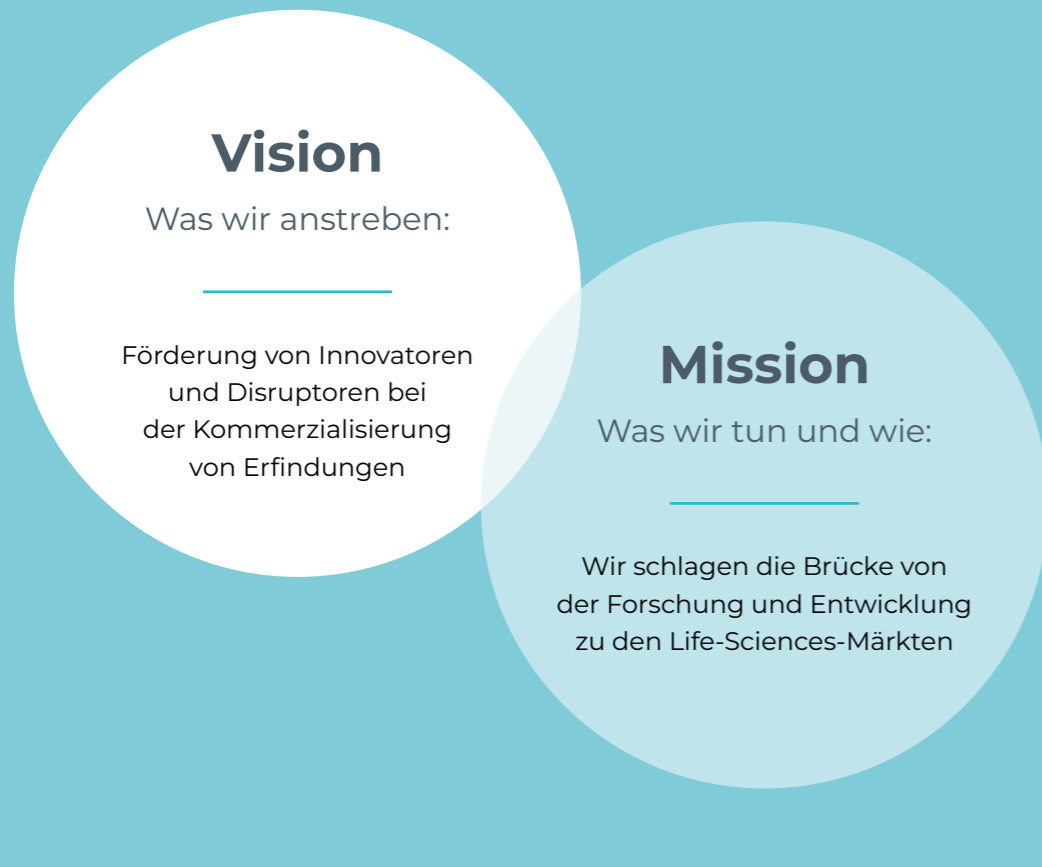 Vision
Was wir anstreben:
Förderung von Innovatoren
und Disruptoren bei
der Kommerzialisierung
von Erfindungen
Mission
Was wir tun und wie:
Wir schlagen die Brücke von
der Forschung und Entwicklung
zu den Life-Sciences-Märkten